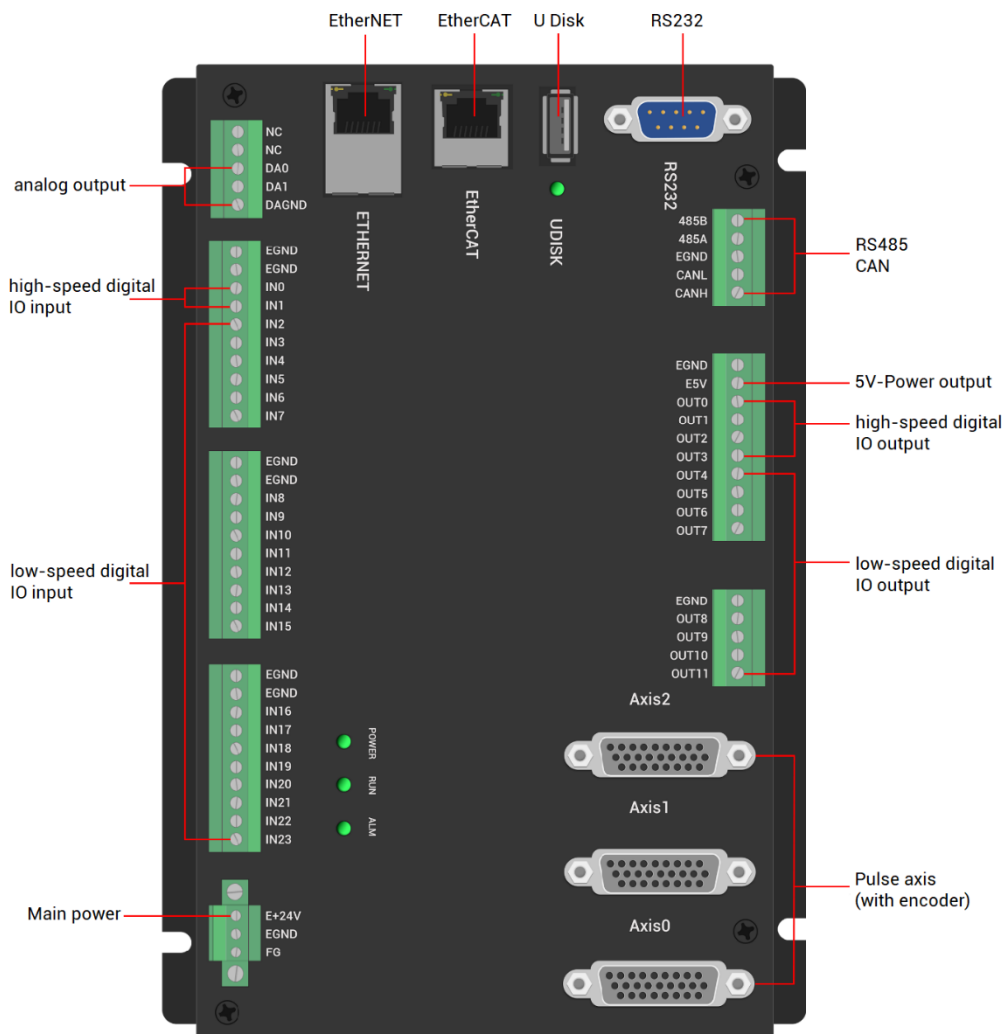 EtherNET
EtherCAT
U Disk
RS232
ETHERNET
EtherCAT
UDISK
RS232
analog output
NC
NC
DA0
DA1
DAGND
high-speed digital
IO input
EGND
EGND
IN0
IN1
IN2
IN3
IN4
IN5
IN6
IN7
low-speed digital
IO input
EGND
EGND
IN8
IN9
IN10
IN11
IN12
IN13
IN14
IN15
EGND
EGND
IN16
IN17
IN18
IN19
IN20
IN21
IN22
IN23
POWER
RUN
ALM
Main power
E+24V
EGND
FG
485B
485A
EGND
CANL
CANH
RS485
CAN
EGND
E5V
OUT0
OUT1
OUT2
OUT3
OUT4
OUT5
OUT6
OUT7
5V-Power output
high-speed digital
IO output
low-speed digital
IO output
EGND
OUT8
OUT9
OUT10
OUT11
Axis2
Axis1
Axis0
Pulse axis
(with encoder)